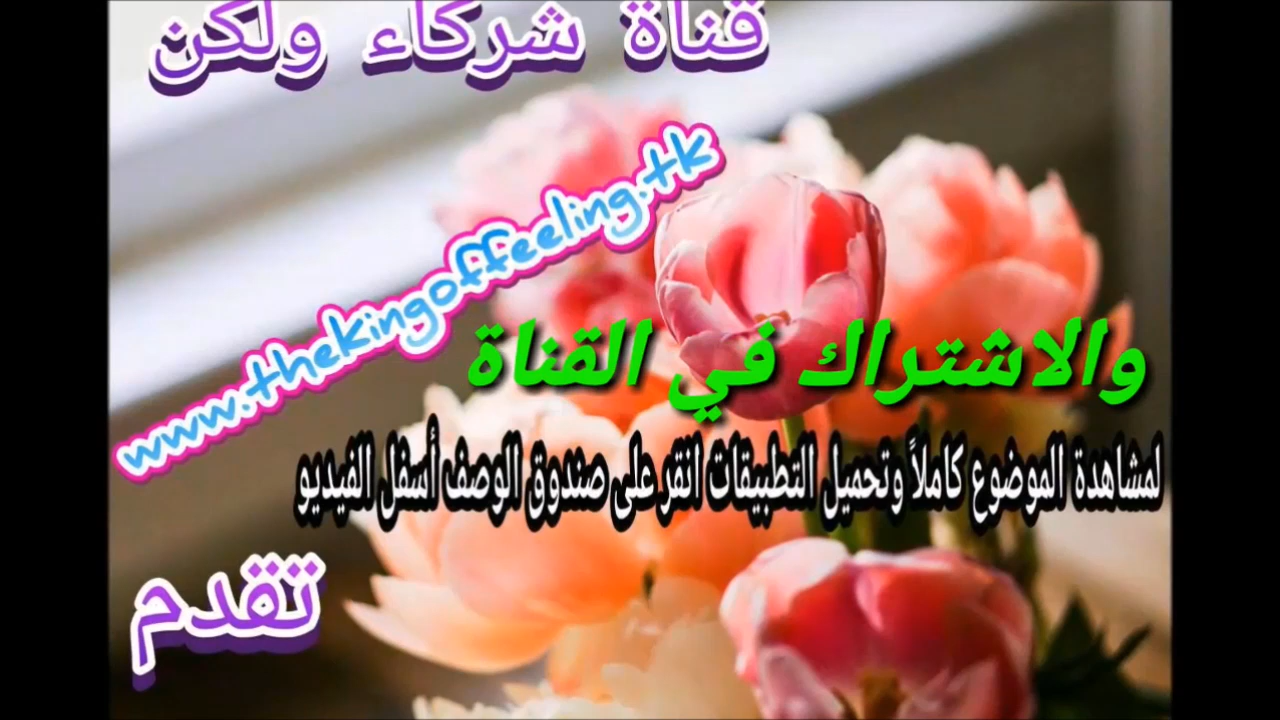 قناة شركاء ولكن
www.thekingoffeeling.tk
والاشتراك في القناة
لمشاهدة الموضوع كاملاً وتحميل التطبيقات انقر على صندوق الوصف أسفل الفيديو
تقدم